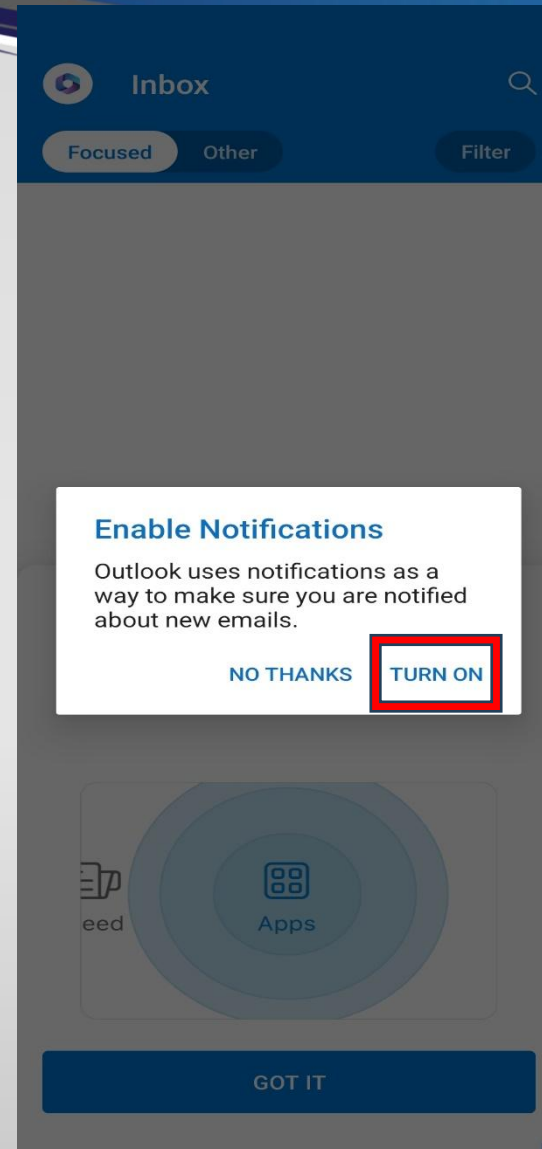 Inbox
Focused Other Filter
Enable Notifications
Outlook uses notifications as a
way to make sure you are notified
about new emails.
NO THANKS TURN ON
eed Apps
GOT IT